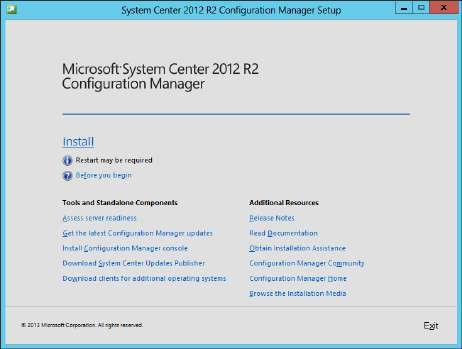 System Center 2012 R2 Configuration Manager Setup
Microsoft System Center 2012 R2
Configuration Manager
Install
Restart may be required
Before you begin
Tools and Standalone Components
Assess server readiness
Get the latest Configuration Manager updates
Install Configuration Manager console
Download System Center Updates Publisher
Download clients for additional operating systems
Additional Resources
Release Notes
Read Documentation
Obtain Installation Assistance
Configuration Manager Community
Configuration Manager Home
Browse the Installation Media
© 2013 Microsoft Corporation. All rights reserved.
Exit